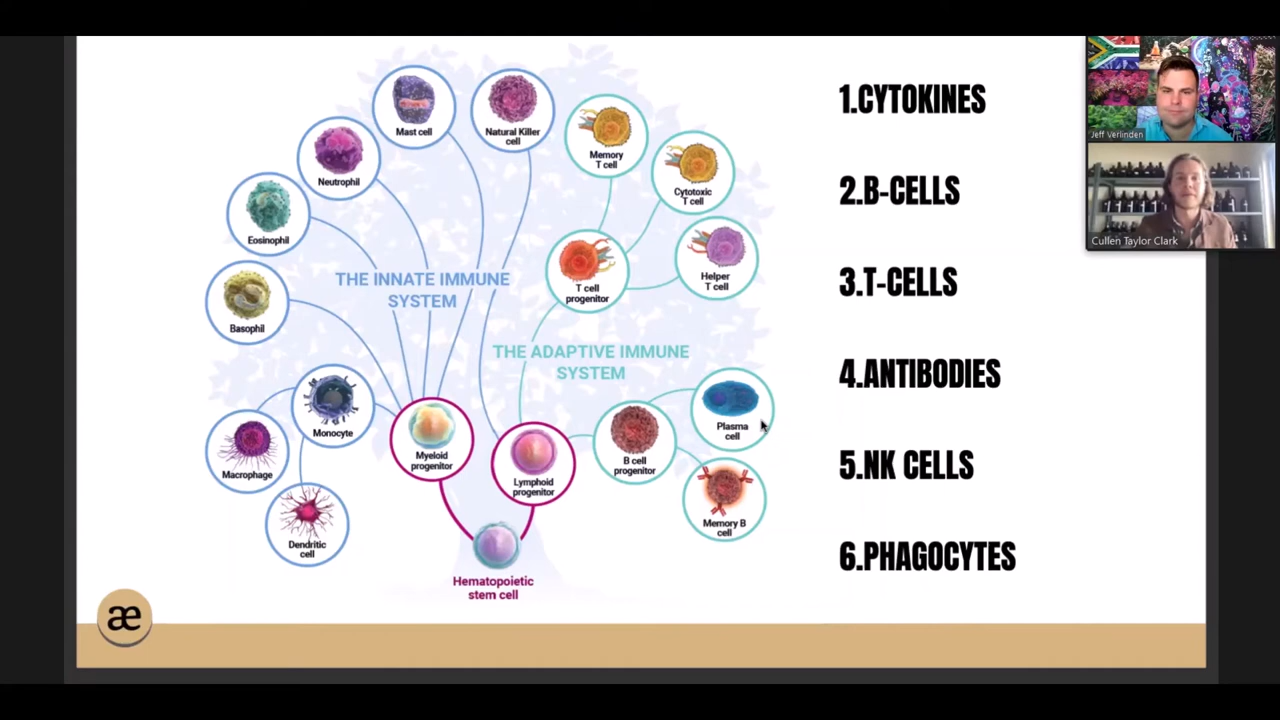 Mast cell
Natural Killer
cell
Memory
T cell
Neutrophil
Cytotoxic
T cell
Eosinophil
Helper
T cell
T cell
progenitor
THE INNATE IMMUNE
SYSTEM
Basophil
THE ADAPTIVE IMMUNE
SYSTEM
Monocyte
Plasma
cell
Macrophage
Myeloid
progenitor
B cell
progenitor
Lymphoid
progenitor
Memory B
cell
Dendritic
cell
Hematopoietic
stem cell
æ
1.CYTOKINES
2.B-CELLS
3.T-CELLS
4.ANTIBODIES
5.NK CELLS
6.PHAGOCYTES
Jeff Verlinden
Cullen Taylor Clark